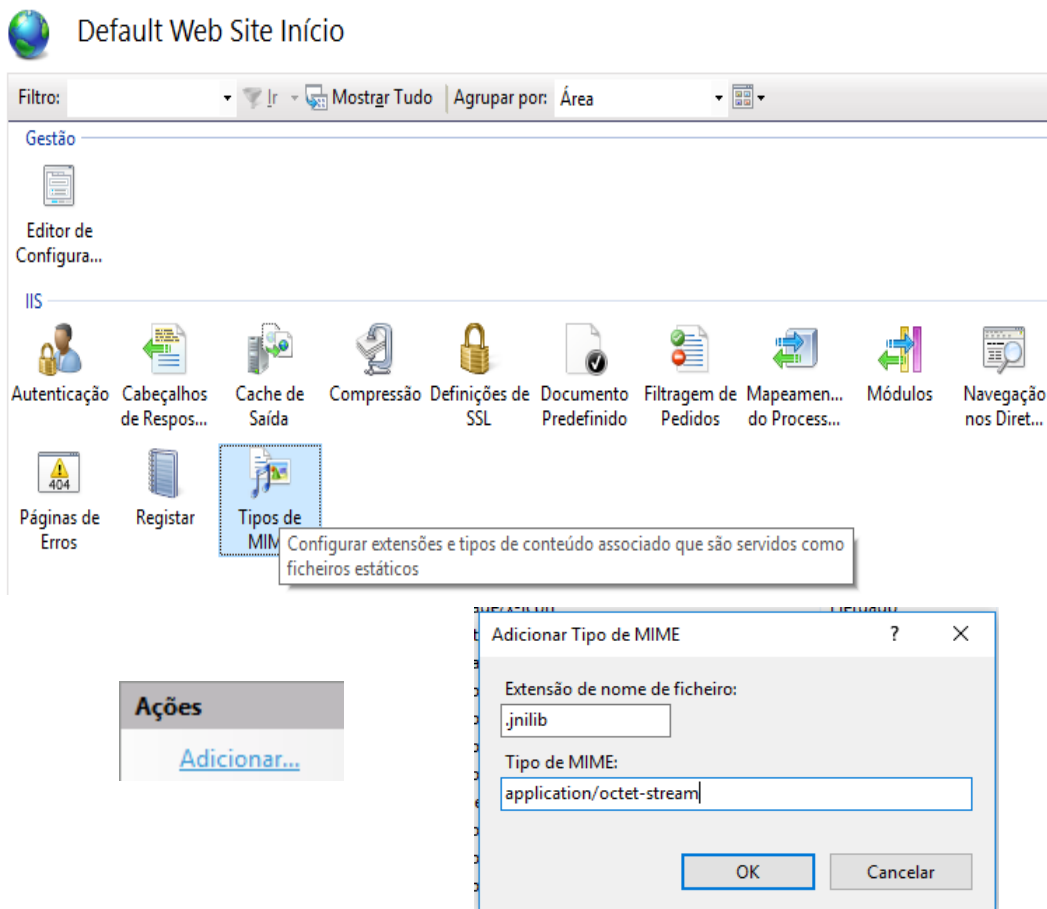 Default Web Site Início
Filtro: Ir Mostrar Tudo Agrupar por: Área
Gestão
Editor de
Configura...
IIS
Autenticação Cabeçalhos Cache de Compressão Definições de Documento Filtragem de Mapeamen... Módulos Navegação
de Respos... Saída SSL Predefinido Pedidos do Process... nos Diret...
404
Páginas de Registar Tipos de
Erros MIM
Configurar extensões e tipos de conteúdo associado que são servidos como
ficheiros estáticos
Adicionar Tipo de MIME ?
Extensão de nome de ficheiro:
.jnilib
Ações
Adicionar...
Tipo de MIME:
application/octet-stream
OK Cancelar